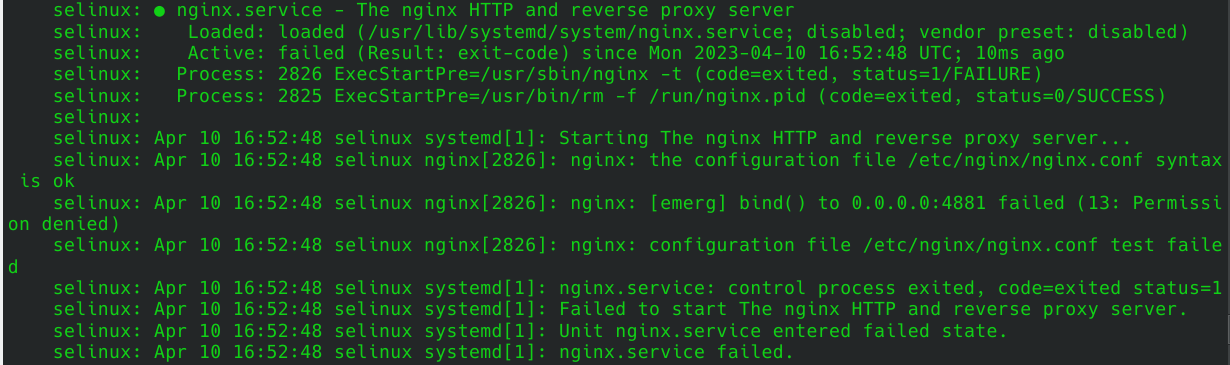 selinux: ● nginx.service - The nginx HTTP and reverse proxy server
selinux:    Loaded: loaded (/usr/lib/systemd/system/nginx.service; disabled; vendor preset: disabled)
selinux:    Active: failed (Result: exit-code) since Mon 2023-04-10 16:52:48 UTC; 10ms ago
selinux:   Process: 2826 ExecStartPre=/usr/sbin/nginx -t (code=exited, status=1/FAILURE)
selinux:   Process: 2825 ExecStartPre=/usr/bin/rm -f /run/nginx.pid (code=exited, status=0/SUCCESS)
selinux:
selinux: Apr 10 16:52:48 selinux systemd[1]: Starting The nginx HTTP and reverse proxy server...
selinux: Apr 10 16:52:48 selinux nginx[2826]: nginx: the configuration file /etc/nginx/nginx.conf syntax
is ok
selinux: Apr 10 16:52:48 selinux nginx[2826]: nginx: [emerg] bind() to 0.0.0.0:4881 failed (13: Permissi
on denied)
selinux: Apr 10 16:52:48 selinux nginx[2826]: nginx: configuration file /etc/nginx/nginx.conf test faile
d
selinux: Apr 10 16:52:48 selinux systemd[1]: nginx.service: control process exited, code=exited status=1
selinux: Apr 10 16:52:48 selinux systemd[1]: Failed to start The nginx HTTP and reverse proxy server.
selinux: Apr 10 16:52:48 selinux systemd[1]: Unit nginx.service entered failed state.
selinux: Apr 10 16:52:48 selinux systemd[1]: nginx.service failed.